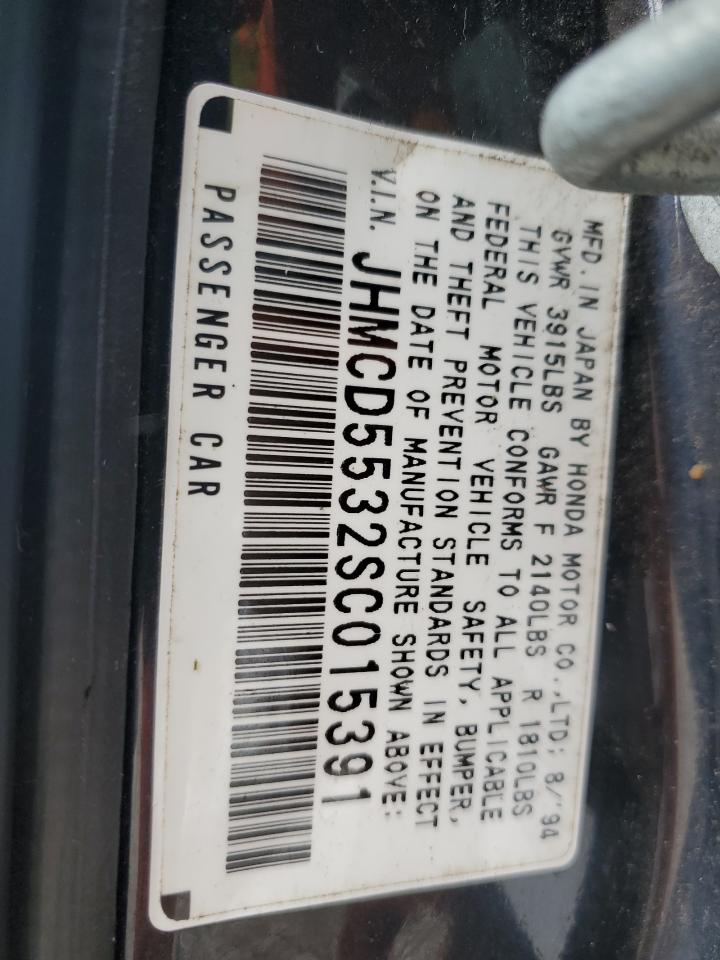 MFD. IN JAPAN BY HONDA MOTOR CO.,LTD; 8/'94
GVWR 3915LBS GAWR F 2140LBS R 1810LBS
THIS VEHICLE CONFORMS TO ALL APPLICABLE
FEDERAL MOTOR VEHICLE SAFETY, BUMPER,
AND THEFT PREVENTION STANDARDS IN EFFECT
ON THE DATE OF MANUFACTURE SHOWN ABOVE:
V.I.N. JHMCD5532SC015391
PASSENGER CAR